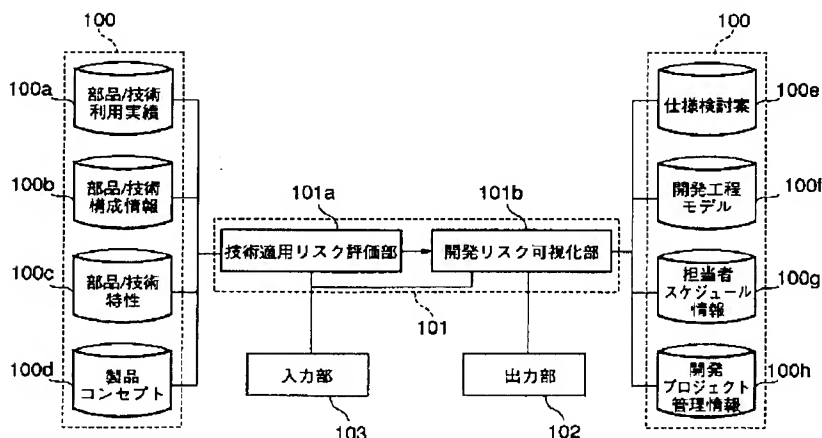 100
100a
部品/技術
利用実績
100b
部品/技術
構成情報
100c
部品/技術
特性
100d
製品
コンセプト
101a
技術適用リスク評価部
101b
開発リスク可視化部
101
入力部
103
出力部
102
100
仕様検討案
100e
開発工程
モデル
100f
担当者
スケジュール
情報
100g
開発
プロジェクト
管理情報
100h